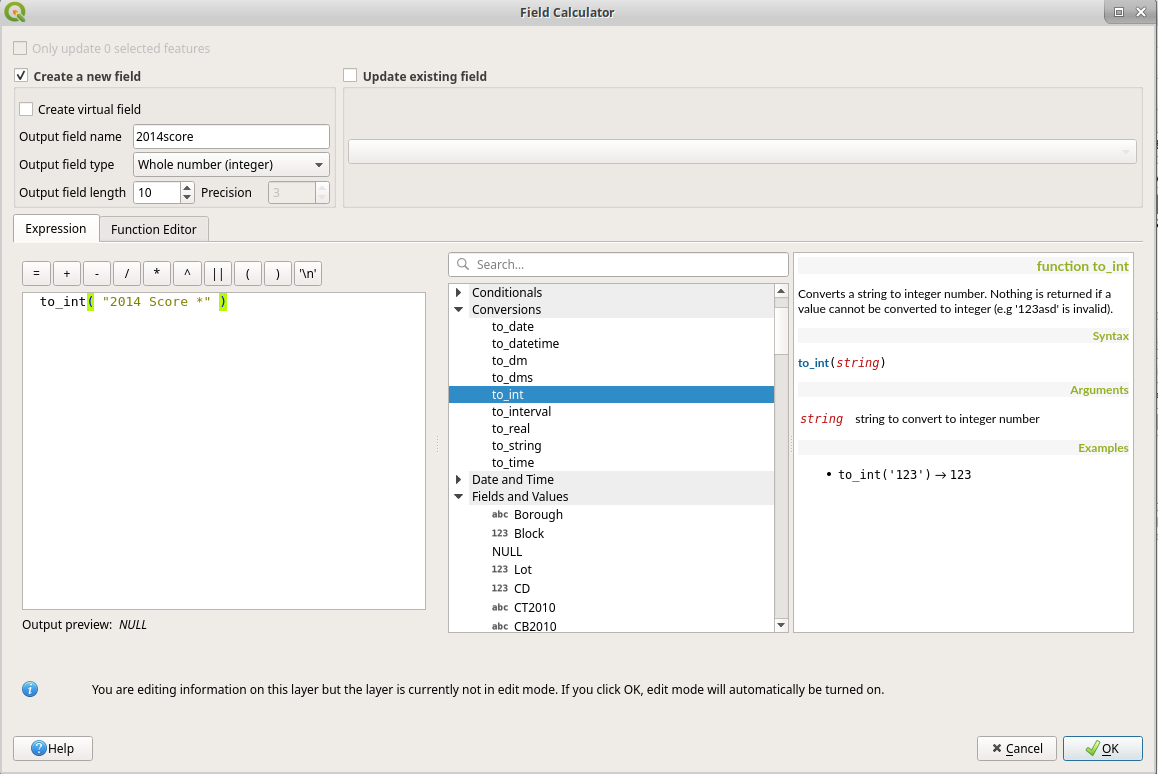 Field Calculator
Only update 0 selected features
Create a new field
Update existing field
Create virtual field
Output field name 2014score
Output field type Whole number (integer)
Output field length 10 Precision 3
Expression Function Editor
= + - / * ^ || ( ) '\n'
to_int( "2014 Score *" )
Output preview: NULL
Search...
Conditionals
Conversions
to_date
to_datetime
to_dm
to_dms
to_int
to_interval
to_real
to_string
to_time
Date and Time
Fields and Values
abc Borough
123 Block
NULL
123 Lot
123 CD
abc CT2010
abc CB2010
function to_int
Converts a string to integer number. Nothing is returned if a
value cannot be converted to integer (e.g '123asd' is invalid).
Syntax
to_int(string)
Arguments
string string to convert to integer number
Examples
• to_int('123') → 123
You are editing information on this layer but the layer is currently not in edit mode. If you click OK, edit mode will automatically be turned on.
Help
Cancel
OK